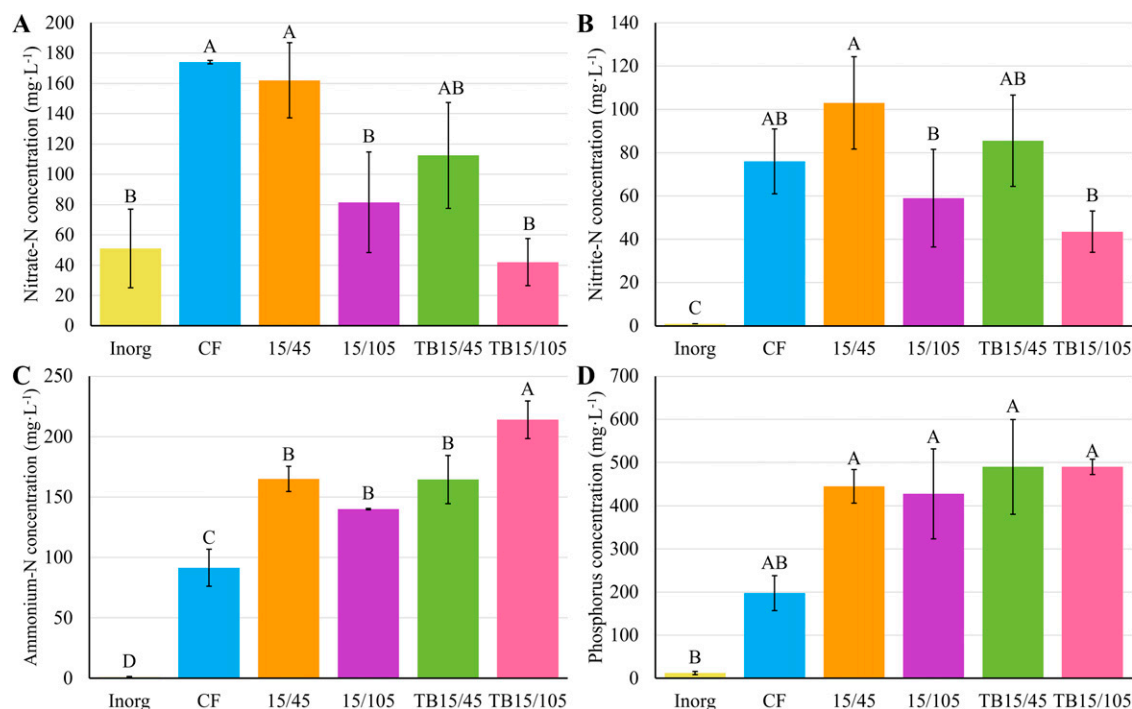 A
Nitrate-N concentration (mg·L⁻¹)
200
180
160
140
120
100
80
60
40
20
0
B
A
A
B
AB
B
Inorg CF 15/45 15/105 TB15/45 TB15/105
B
Nitrite-N concentration (mg·L⁻¹)
140
120
100
80
60
40
20
0
C
AB
A
B
AB
B
Inorg CF 15/45 15/105 TB15/45 TB15/105
C
Ammonium-N concentration (mg·L⁻¹)
250
200
150
100
50
0
D
C
B
B
B
A
Inorg CF 15/45 15/105 TB15/45 TB15/105
D
Phosphorus concentration (mg·L⁻¹)
700
600
500
400
300
200
100
0
B
AB
A
A
A
A
Inorg CF 15/45 15/105 TB15/45 TB15/105